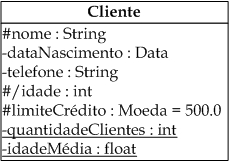 Cliente
#nome : String
-dataNascimento : Data
-telefone : String
#/idade : int
#limiteCrédito : Moeda = 500.0
-quantidadeClientes : int
-idadeMédia : float